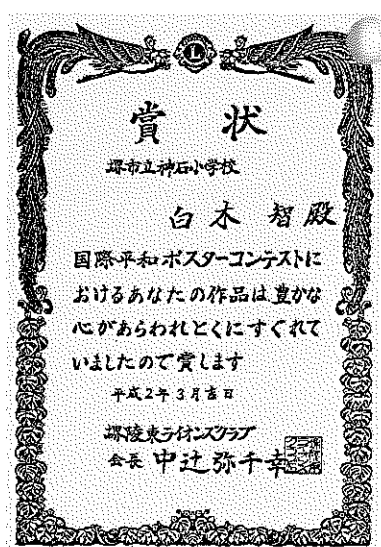 L
賞状
堺市立神石小学校
白木 智殿
国際平和ポスターコンテストに
おけるあなたの作品は豊かな
心があらわれとくにすぐれて
いましたので賞します
平成2年3月吉日
堺陵東ライオンズクラブ
会長 中辻弥千幸